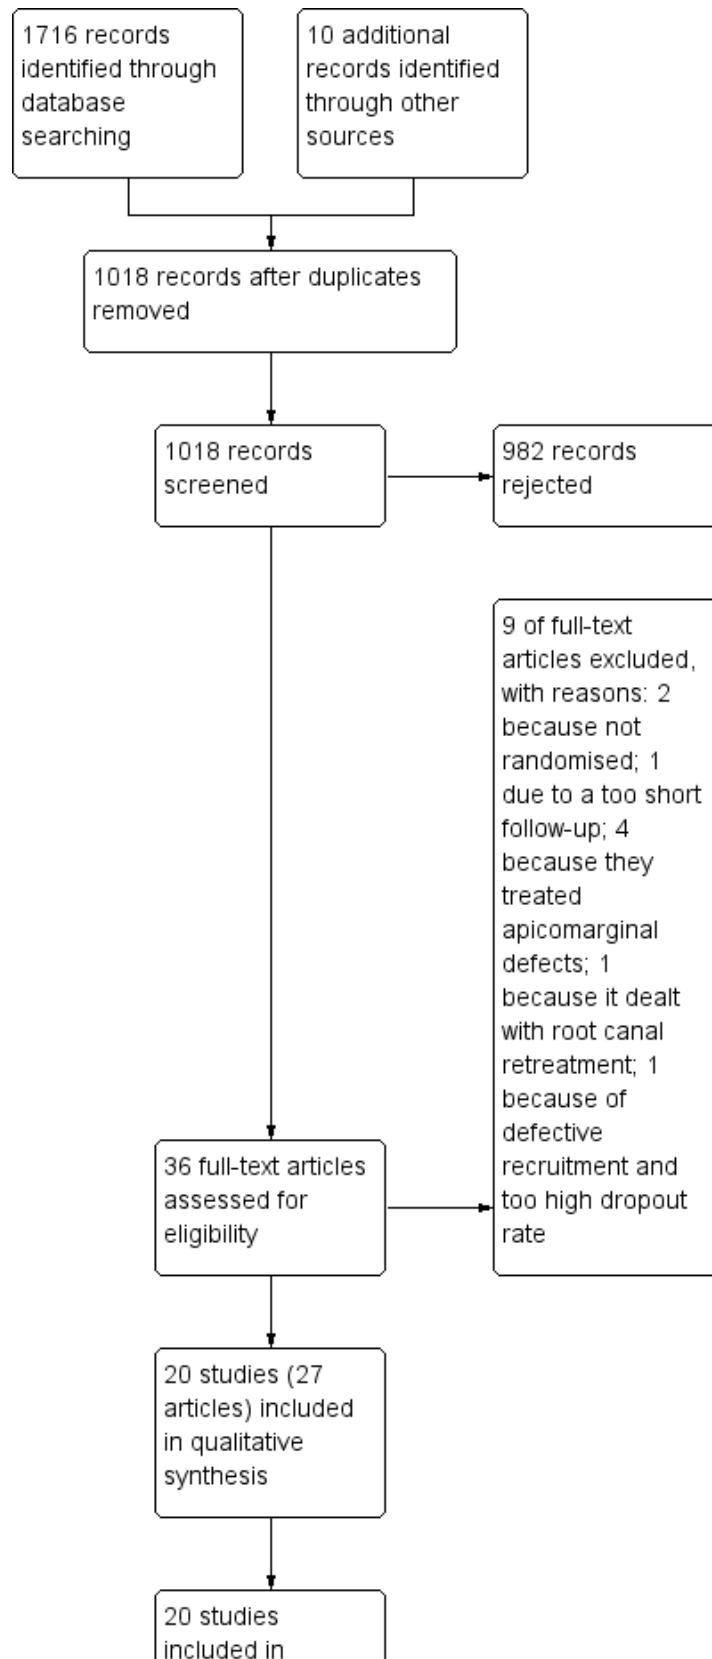 1716 records
identified through
database
searching
10 additional
records identified
through other
sources
1018 records after duplicates
removed
1018 records
screened
982 records
rejected
9 of full-text
articles excluded,
with reasons: 2
because not
randomised; 1
due to a too short
follow-up; 4
because they
treated
apicomarginal
defects; 1
because it dealt
with root canal
retreatment; 1
because of
defective
recruitment and
too high dropout
rate
36 full-text articles
assessed for
eligibility
20 studies (27
articles) included
in qualitative
synthesis
20 studies
included in